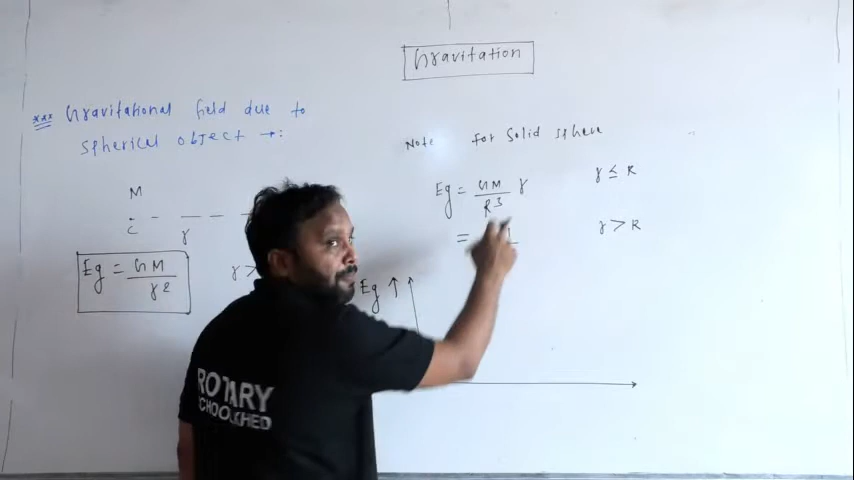 Gravitation
*** Gravitational field due to
Spherical object →:
M
r
Eg = GM / r²
r >
Note For Solid sphere
Eg = GM / R³ r r ≤ R
= r > R
Eg ↑
ROTARY